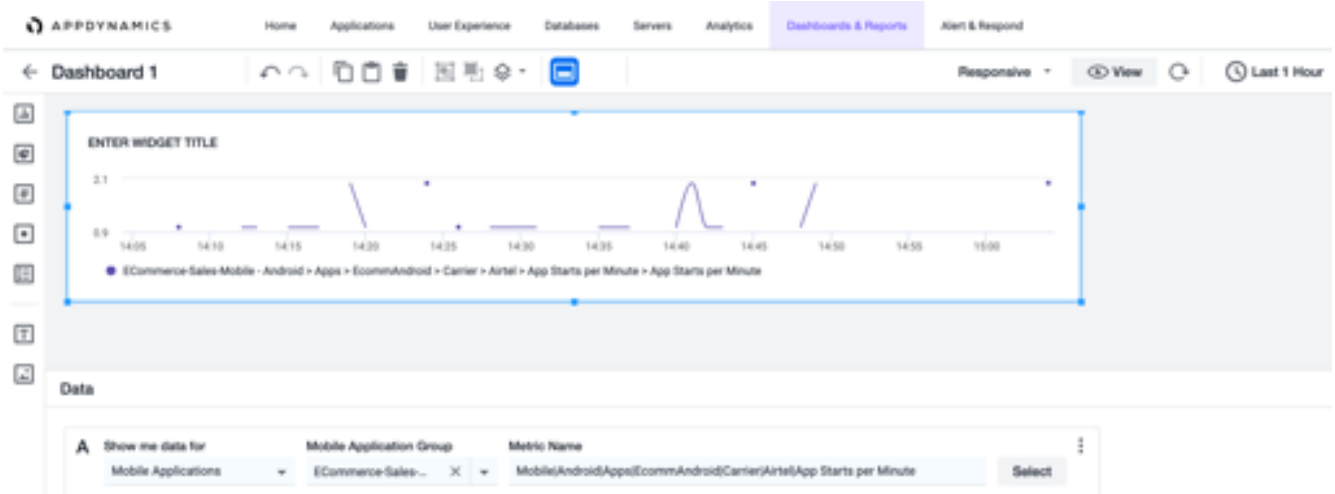 APPDYNAMICS Home Applications User Experience Databases Servers Analytics Dashboards & Reports Alert & Respond
Dashboard 1 Responsive View Last 1 Hour
ENTER WIDGET TITLE
2.1
0.9
14:05 14:10 14:15 14:20 14:25 14:30 14:35 14:40 14:45 14:50 14:55 15:00
ECommerce-Sales-Mobile - Android > Apps > EcommAndroid > Carrier > Airtel > App Starts per Minute > App Starts per Minute
Data
A Show me data for Mobile Application Group Metric Name
Mobile Applications ECommerce-Sales-... Mobile|Android|Apps|EcommAndroid|Carrier|Airtel|App Starts per Minute Select